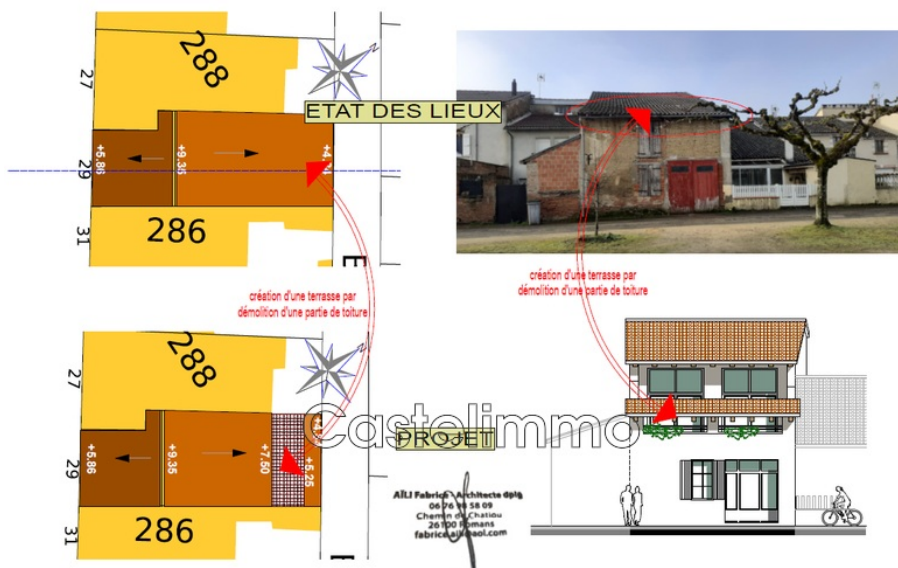 288
27
N
ETAT DES LIEUX
29
+5.86
+9.35
31
286
E
création d'une terrasse par
démolition d'une partie de toiture
création d'une terrasse par
démolition d'une partie de toiture
288
27
N
Castelimmo
PROJET
29
+5.86
+9.35
+7.50
+5.25
31
286
E
AÏLI Fabrice - Architecte dplg
06 76 90 58 09
Chemin de Chatiou
26100 Romans